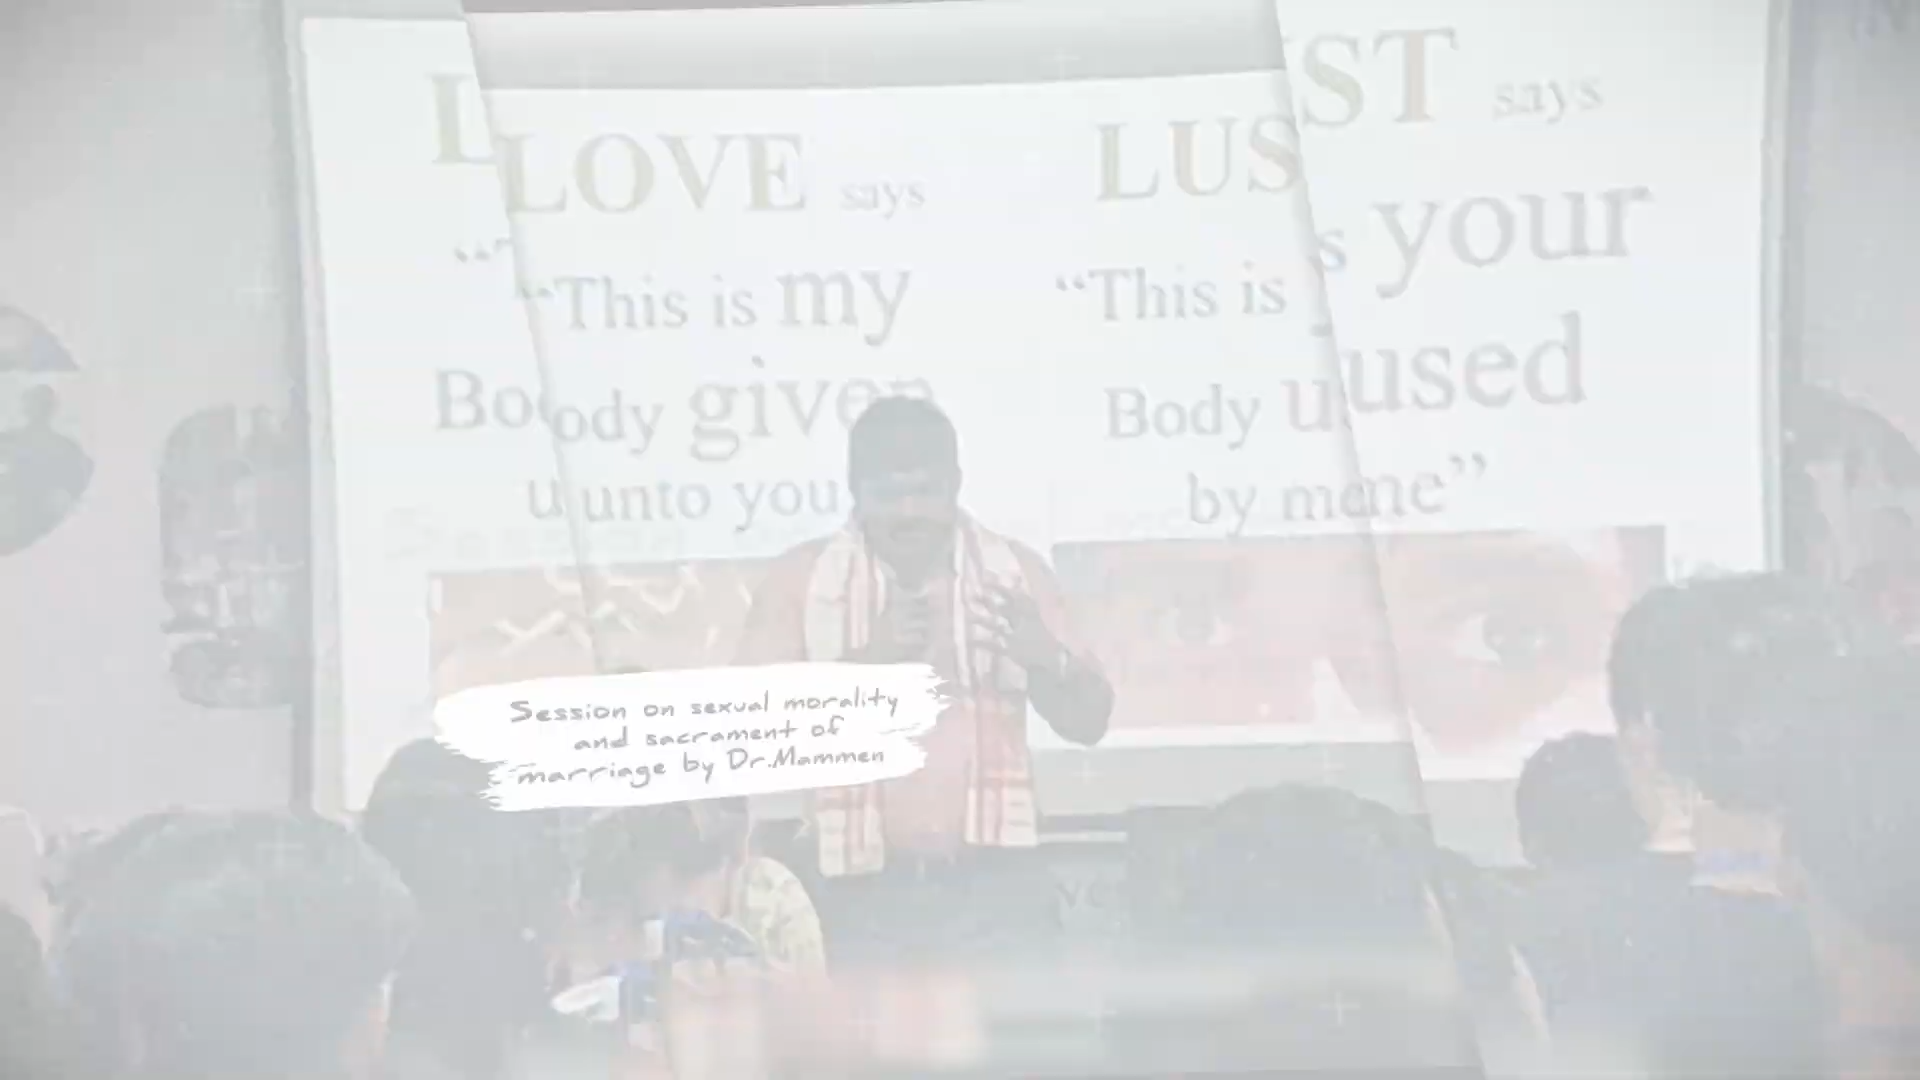 LOVE says
"This is my
Body given
unto you
LUST says
"This is your
Body used
by me"
Session on sexual morality
and sacrament of
marriage by Dr.Mammen